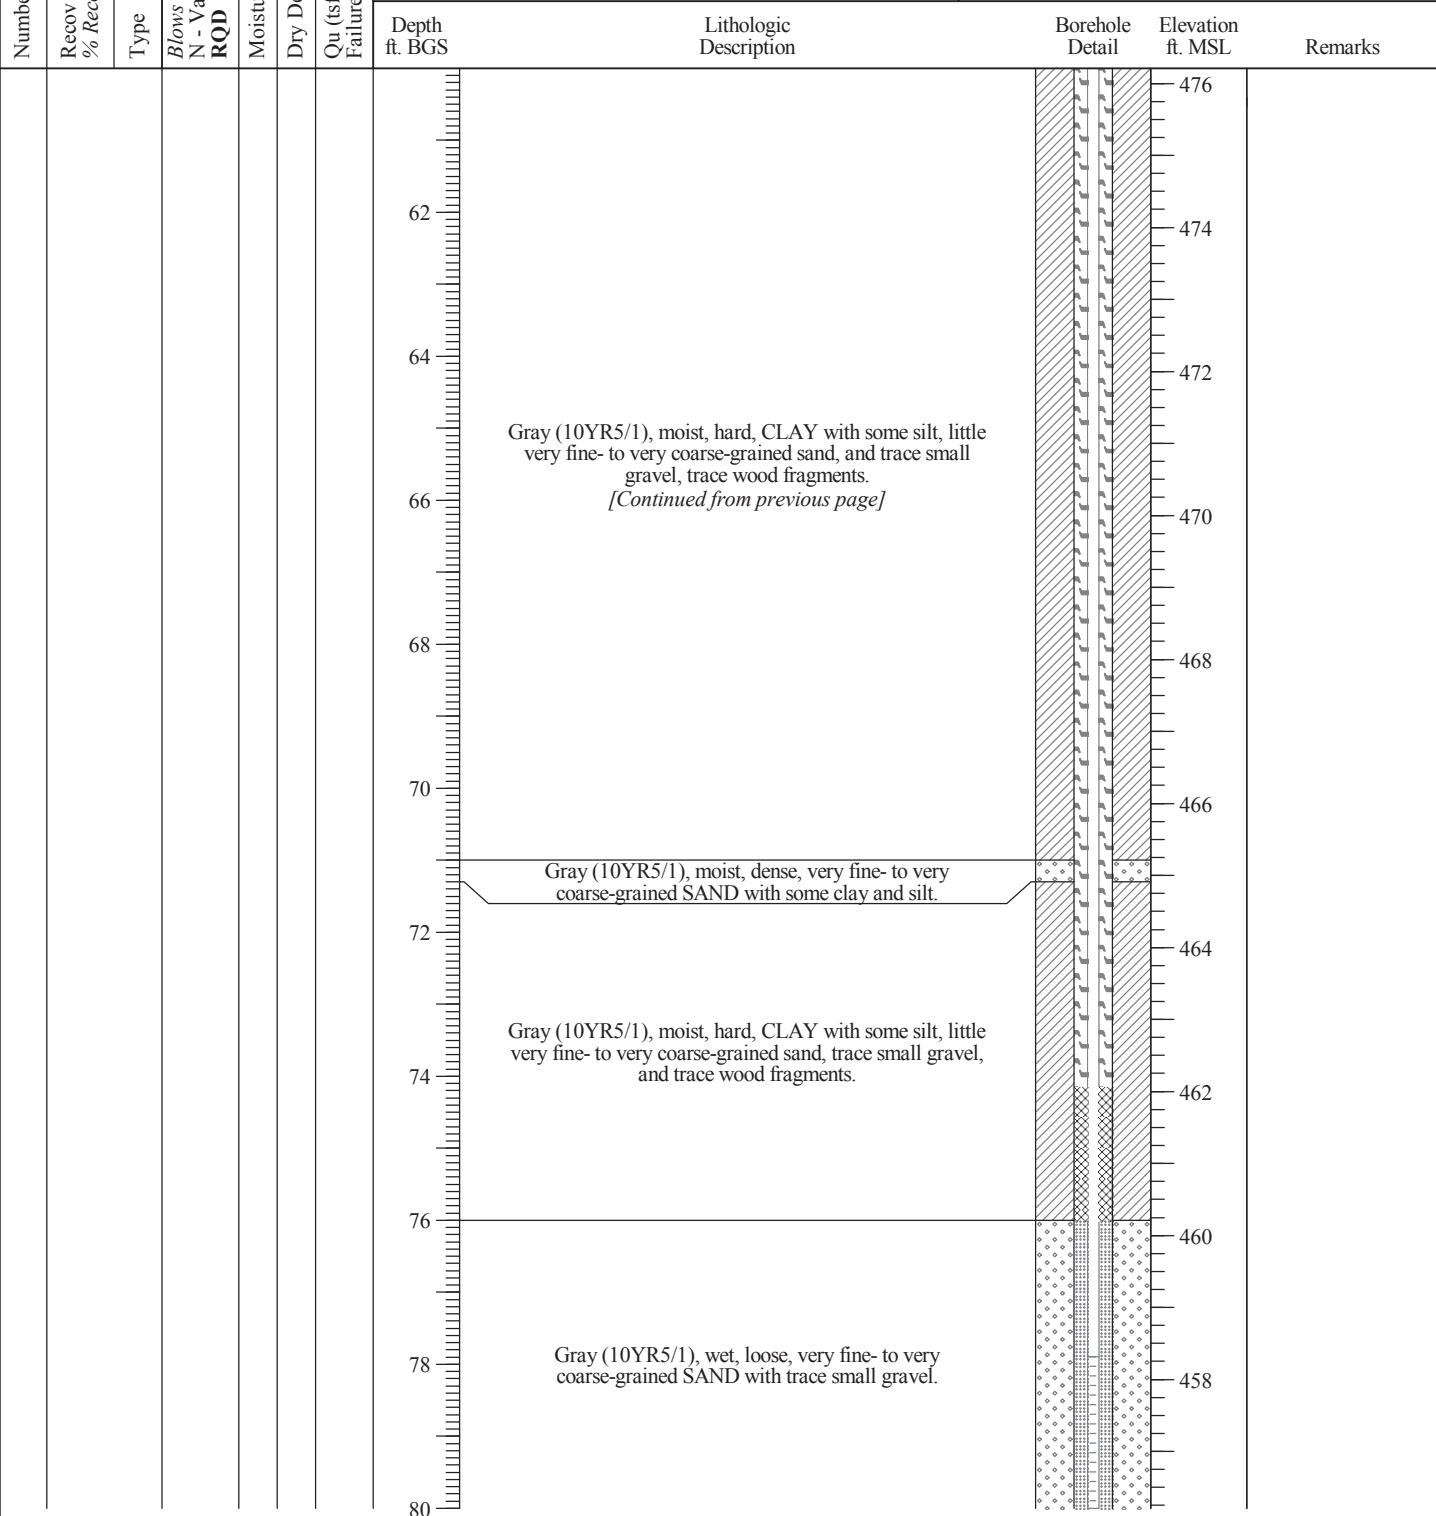 Recov
% Reco
Type
Blows
N - Va
RQD
Qu (tsf
Failure
Depth
ft. BGS
Lithologic
Description
Borehole
Detail
Elevation
ft. MSL
Remarks
476
62
474
64
472
Gray (10YR5/1), moist, hard, CLAY with some silt, little
very fine- to very coarse-grained sand, and trace small
gravel, trace wood fragments.
[Continued from previous page]
66
470
68
468
70
466
Gray (10YR5/1), moist, dense, very fine- to very
coarse-grained SAND with some clay and silt.
72
464
Gray (10YR5/1), moist, hard, CLAY with some silt, little
very fine- to very coarse-grained sand, trace small gravel,
and trace wood fragments.
74
462
76
460
Gray (10YR5/1), wet, loose, very fine- to very
coarse-grained SAND with trace small gravel.
78
458
80